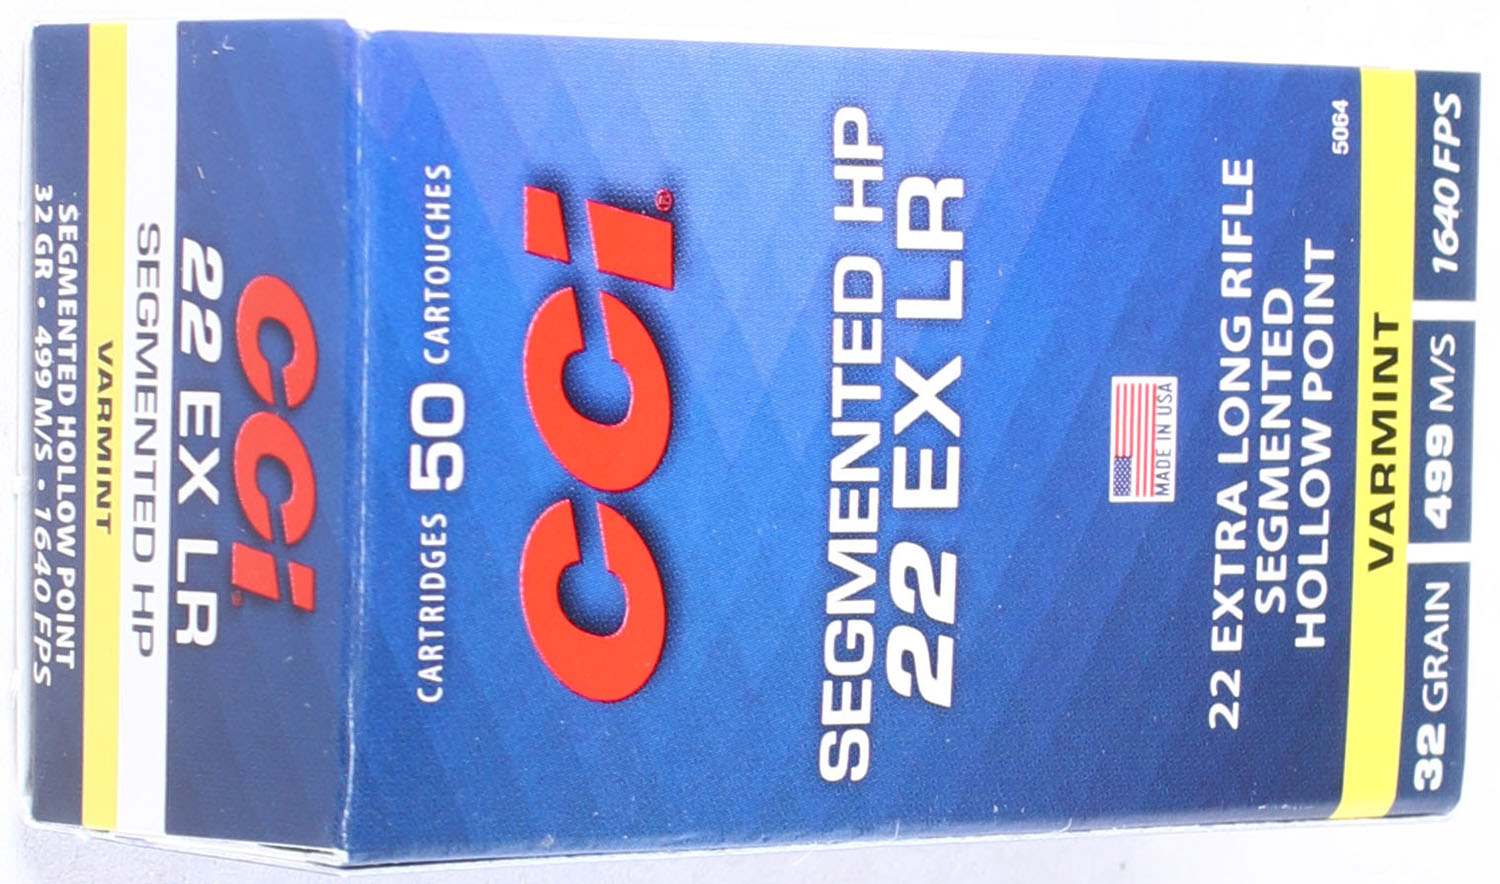 CARTRIDGES 50 CARTOUCHES
CCI®
SEGMENTED HP
22 EX LR
MADE IN USA
22 EXTRA LONG RIFLE
SEGMENTED
HOLLOW POINT
5064
VARMINT
32 GRAIN 499 M/S 1640 FPS
CCI®
22 EX LR
SEGMENTED HP
VARMINT
SEGMENTED HOLLOW POINT
32 GR • 499 M/S • 1640 FPS